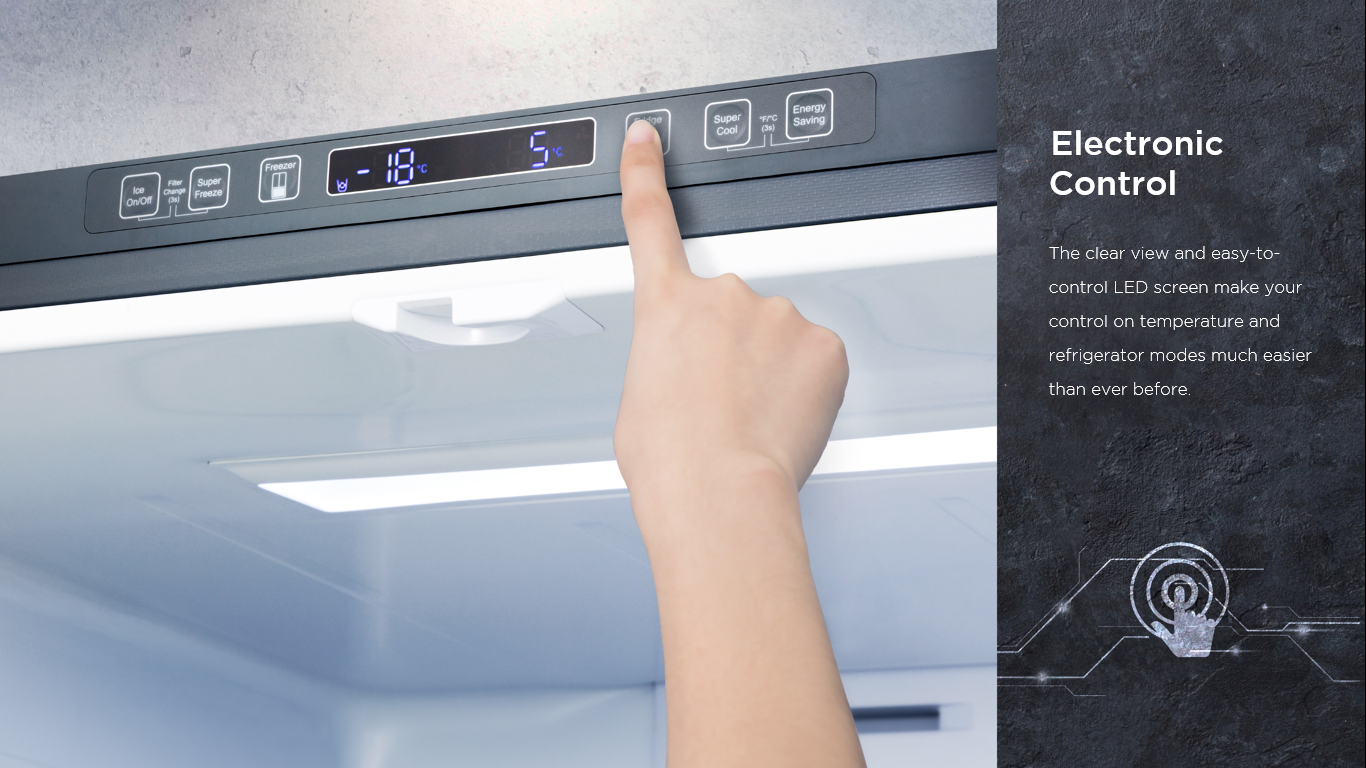 Ice
On/Off
Filter
Change
(3s)
Super
Freeze
Freezer
-18°C
5°C
Fridge
Super
Cool
°F/°C
(3s)
Energy
Saving
Electronic
Control
The clear view and easy-to-
control LED screen make your
control on temperature and
refrigerator modes much easier
than ever before.